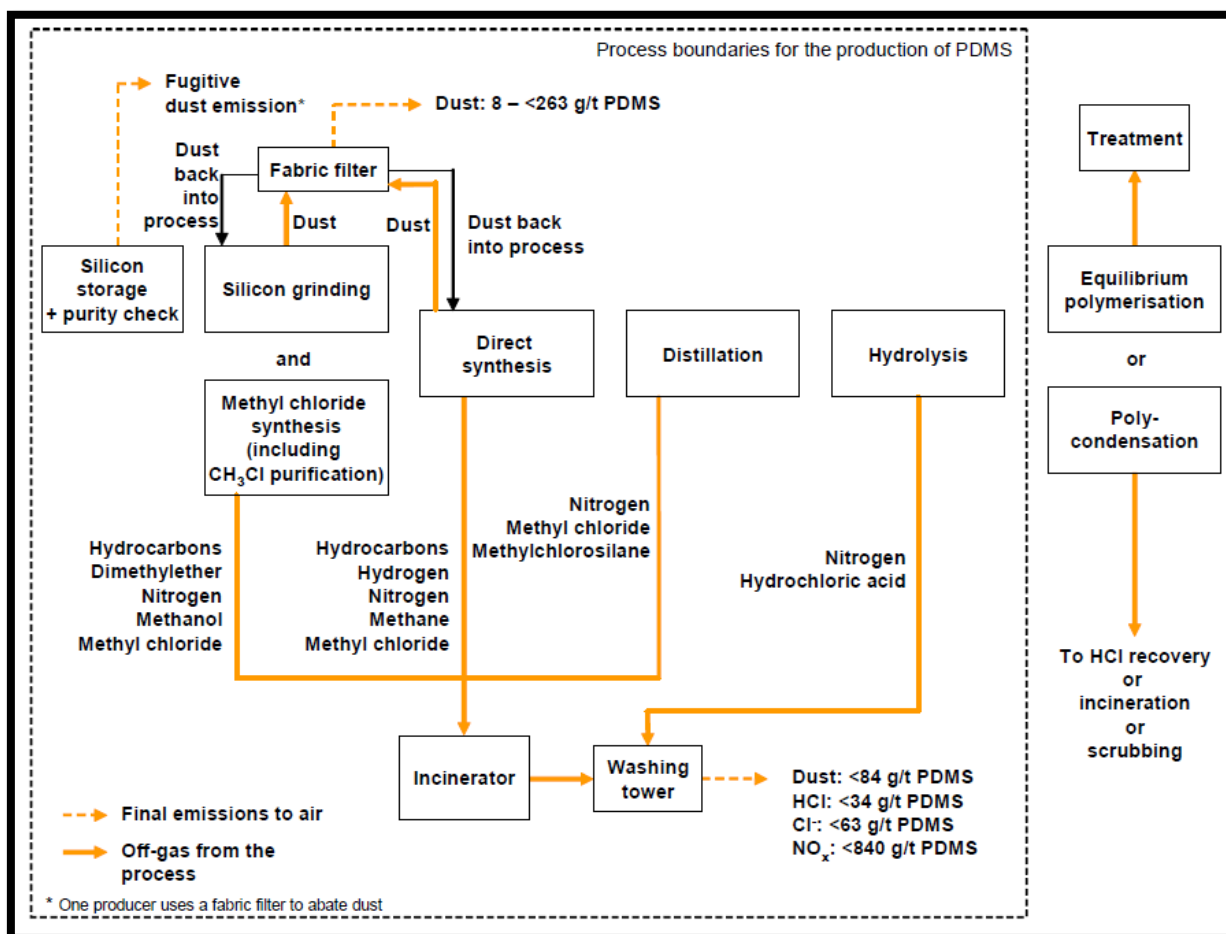 Process boundaries for the production of PDMS
Fugitive
dust emission*
Dust: 8 – <263 g/t PDMS
Treatment
Dust
back
into
process
Fabric filter
Dust
Dust
Dust back
into process
Silicon
storage
+ purity check
Silicon grinding
Equilibrium
polymerisation
Direct
synthesis
Distillation
Hydrolysis
and
or
Methyl chloride
synthesis
(including
CH₃Cl purification)
Poly-
condensation
Nitrogen
Methyl chloride
Methylchlorosilane
Hydrocarbons
Dimethylether
Nitrogen
Methanol
Methyl chloride
Hydrocarbons
Hydrogen
Nitrogen
Methane
Methyl chloride
Nitrogen
Hydrochloric acid
To HCl recovery
or
incineration
or
scrubbing
Incinerator
Washing
tower
Dust: <84 g/t PDMS
HCl: <34 g/t PDMS
Cl⁻: <63 g/t PDMS
NOₓ: <840 g/t PDMS
Final emissions to air
Off-gas from the
process
* One producer uses a fabric filter to abate dust